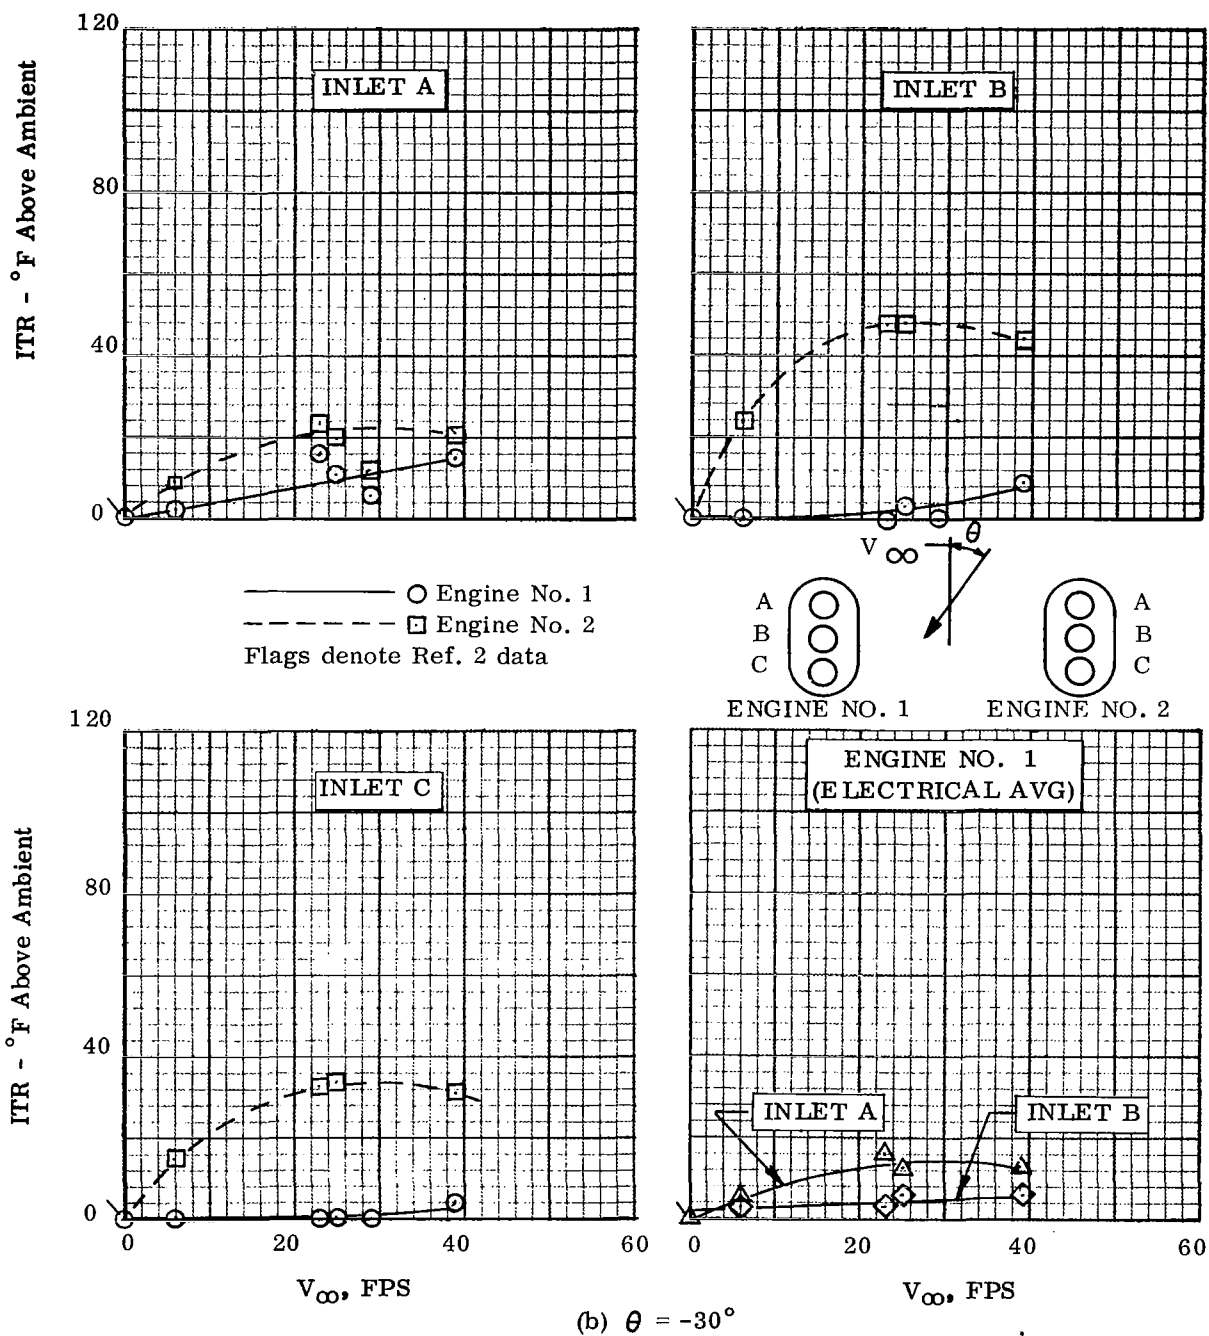 120
80
40
0
ITR - °F Above Ambient
INLET A
INLET B
V∞
θ
○ Engine No. 1
□ Engine No. 2
Flags denote Ref. 2 data
A
B
C
ENGINE NO. 1
A
B
C
ENGINE NO. 2
120
80
40
0
ITR - °F Above Ambient
INLET C
ENGINE NO. 1
(ELECTRICAL AVG)
INLET A
INLET B
0 20 40 60
V∞, FPS
0 20 40 60
V∞, FPS
(b) θ = -30°